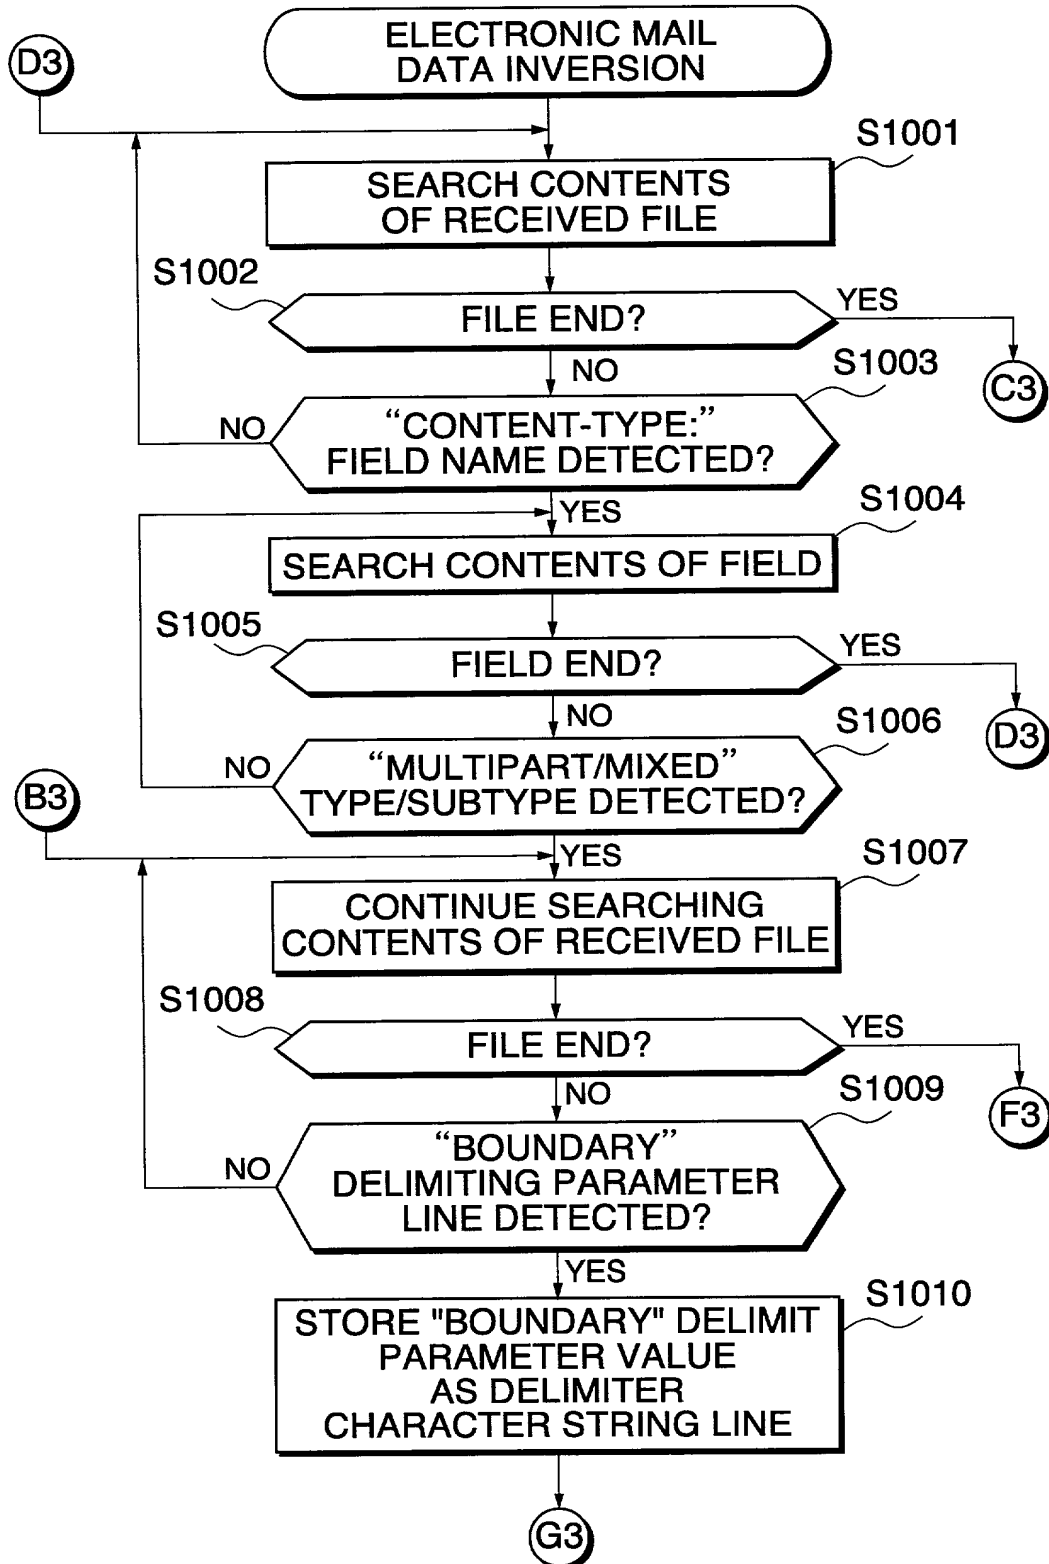 ELECTRONIC MAIL
DATA INVERSION
D3
S1001
SEARCH CONTENTS
OF RECEIVED FILE
S1002
FILE END?
YES
C3
NO
S1003
NO
“CONTENT-TYPE:”
FIELD NAME DETECTED?
YES
S1004
SEARCH CONTENTS OF FIELD
S1005
FIELD END?
YES
D3
NO
S1006
NO
“MULTIPART/MIXED”
TYPE/SUBTYPE DETECTED?
B3
YES
S1007
CONTINUE SEARCHING
CONTENTS OF RECEIVED FILE
S1008
FILE END?
YES
F3
NO
S1009
NO
“BOUNDARY”
DELIMITING PARAMETER
LINE DETECTED?
YES
S1010
STORE "BOUNDARY" DELIMIT
PARAMETER VALUE
AS DELIMITER
CHARACTER STRING LINE
G3